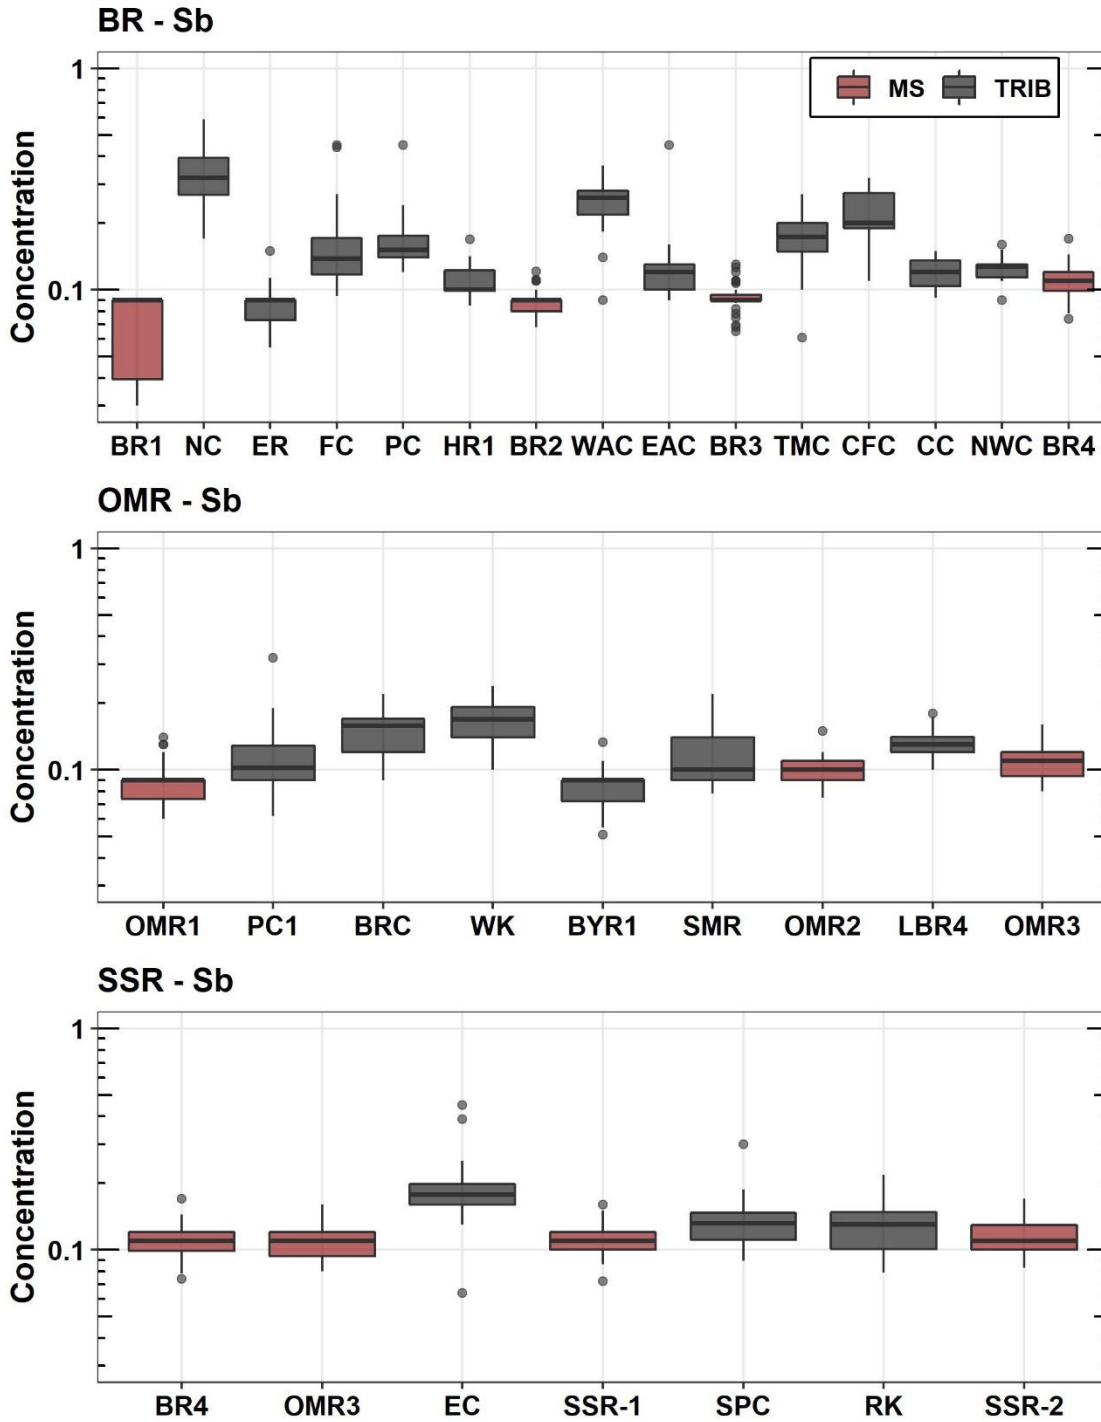 BR - Sb
Concentration
1
0.1
MS TRIB
BR1 NC ER FC PC HR1 BR2 WAC EAC BR3 TMC CFC CC NWC BR4
OMR - Sb
Concentration
1
0.1
OMR1 PC1 BRC WK BYR1 SMR OMR2 LBR4 OMR3
SSR - Sb
Concentration
1
0.1
BR4 OMR3 EC SSR-1 SPC RK SSR-2